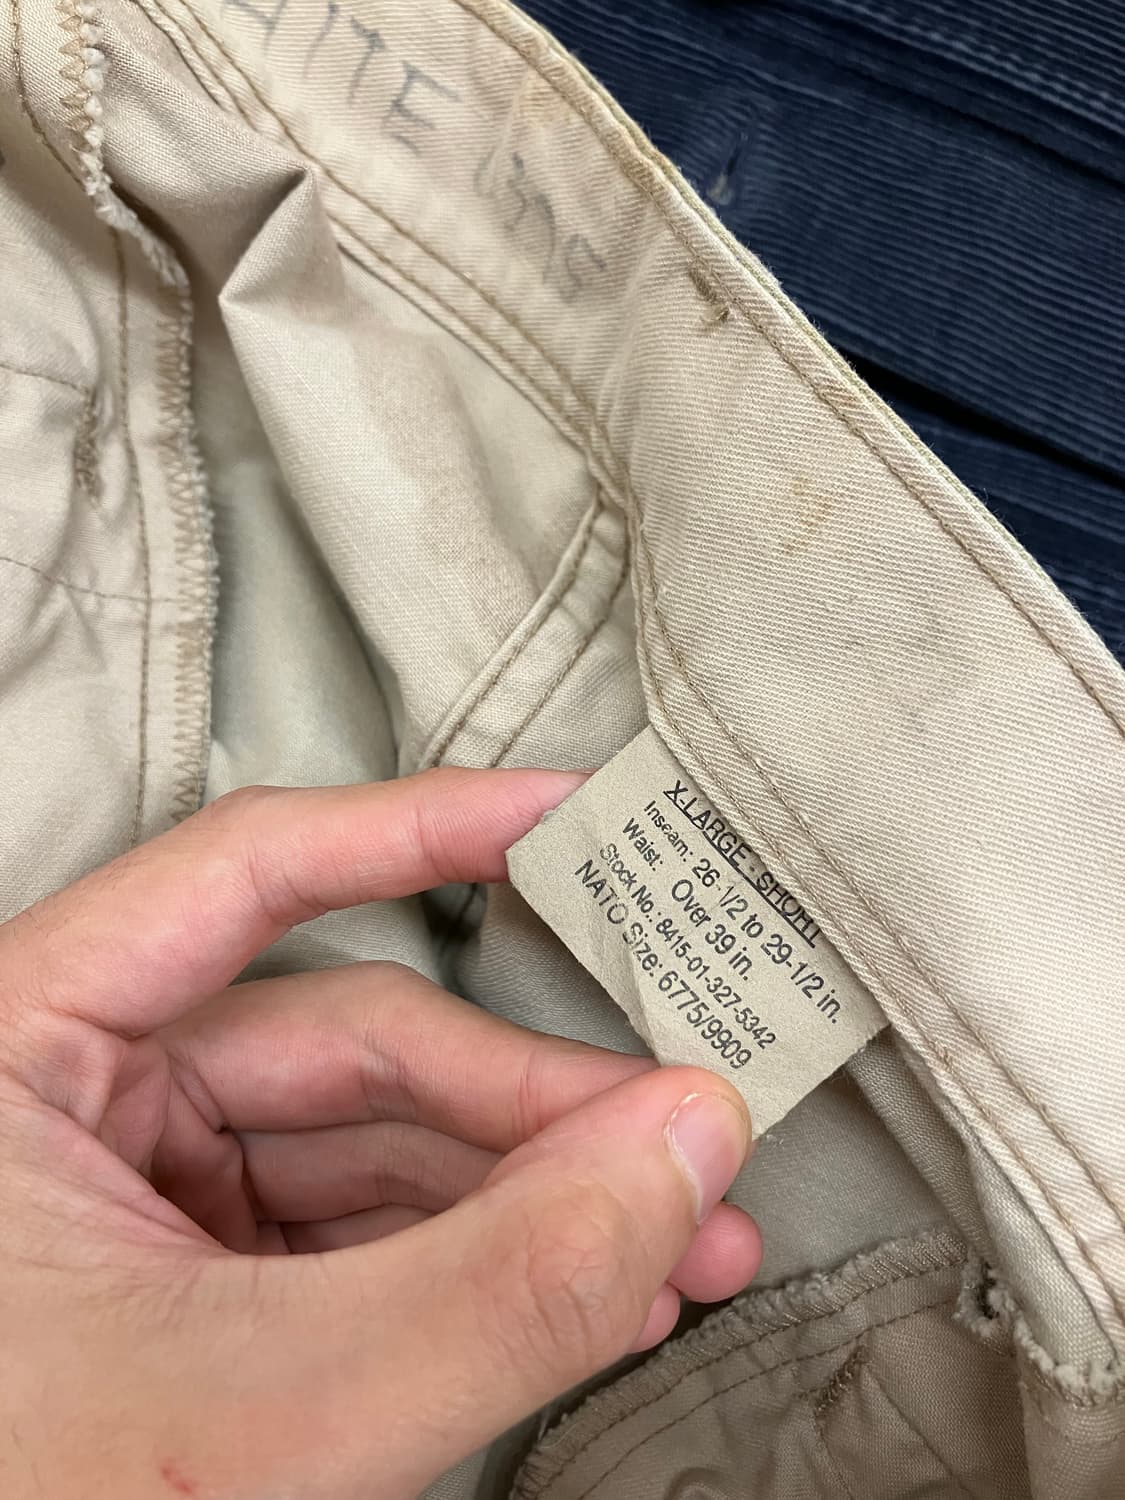 X-LARGE - SHORT
Inseam: 26-1/2 to 29-1/2 in.
Waist: Over 39 in.
Stock No.: 8415-01-327-5342
NATO Size: 6775/9909